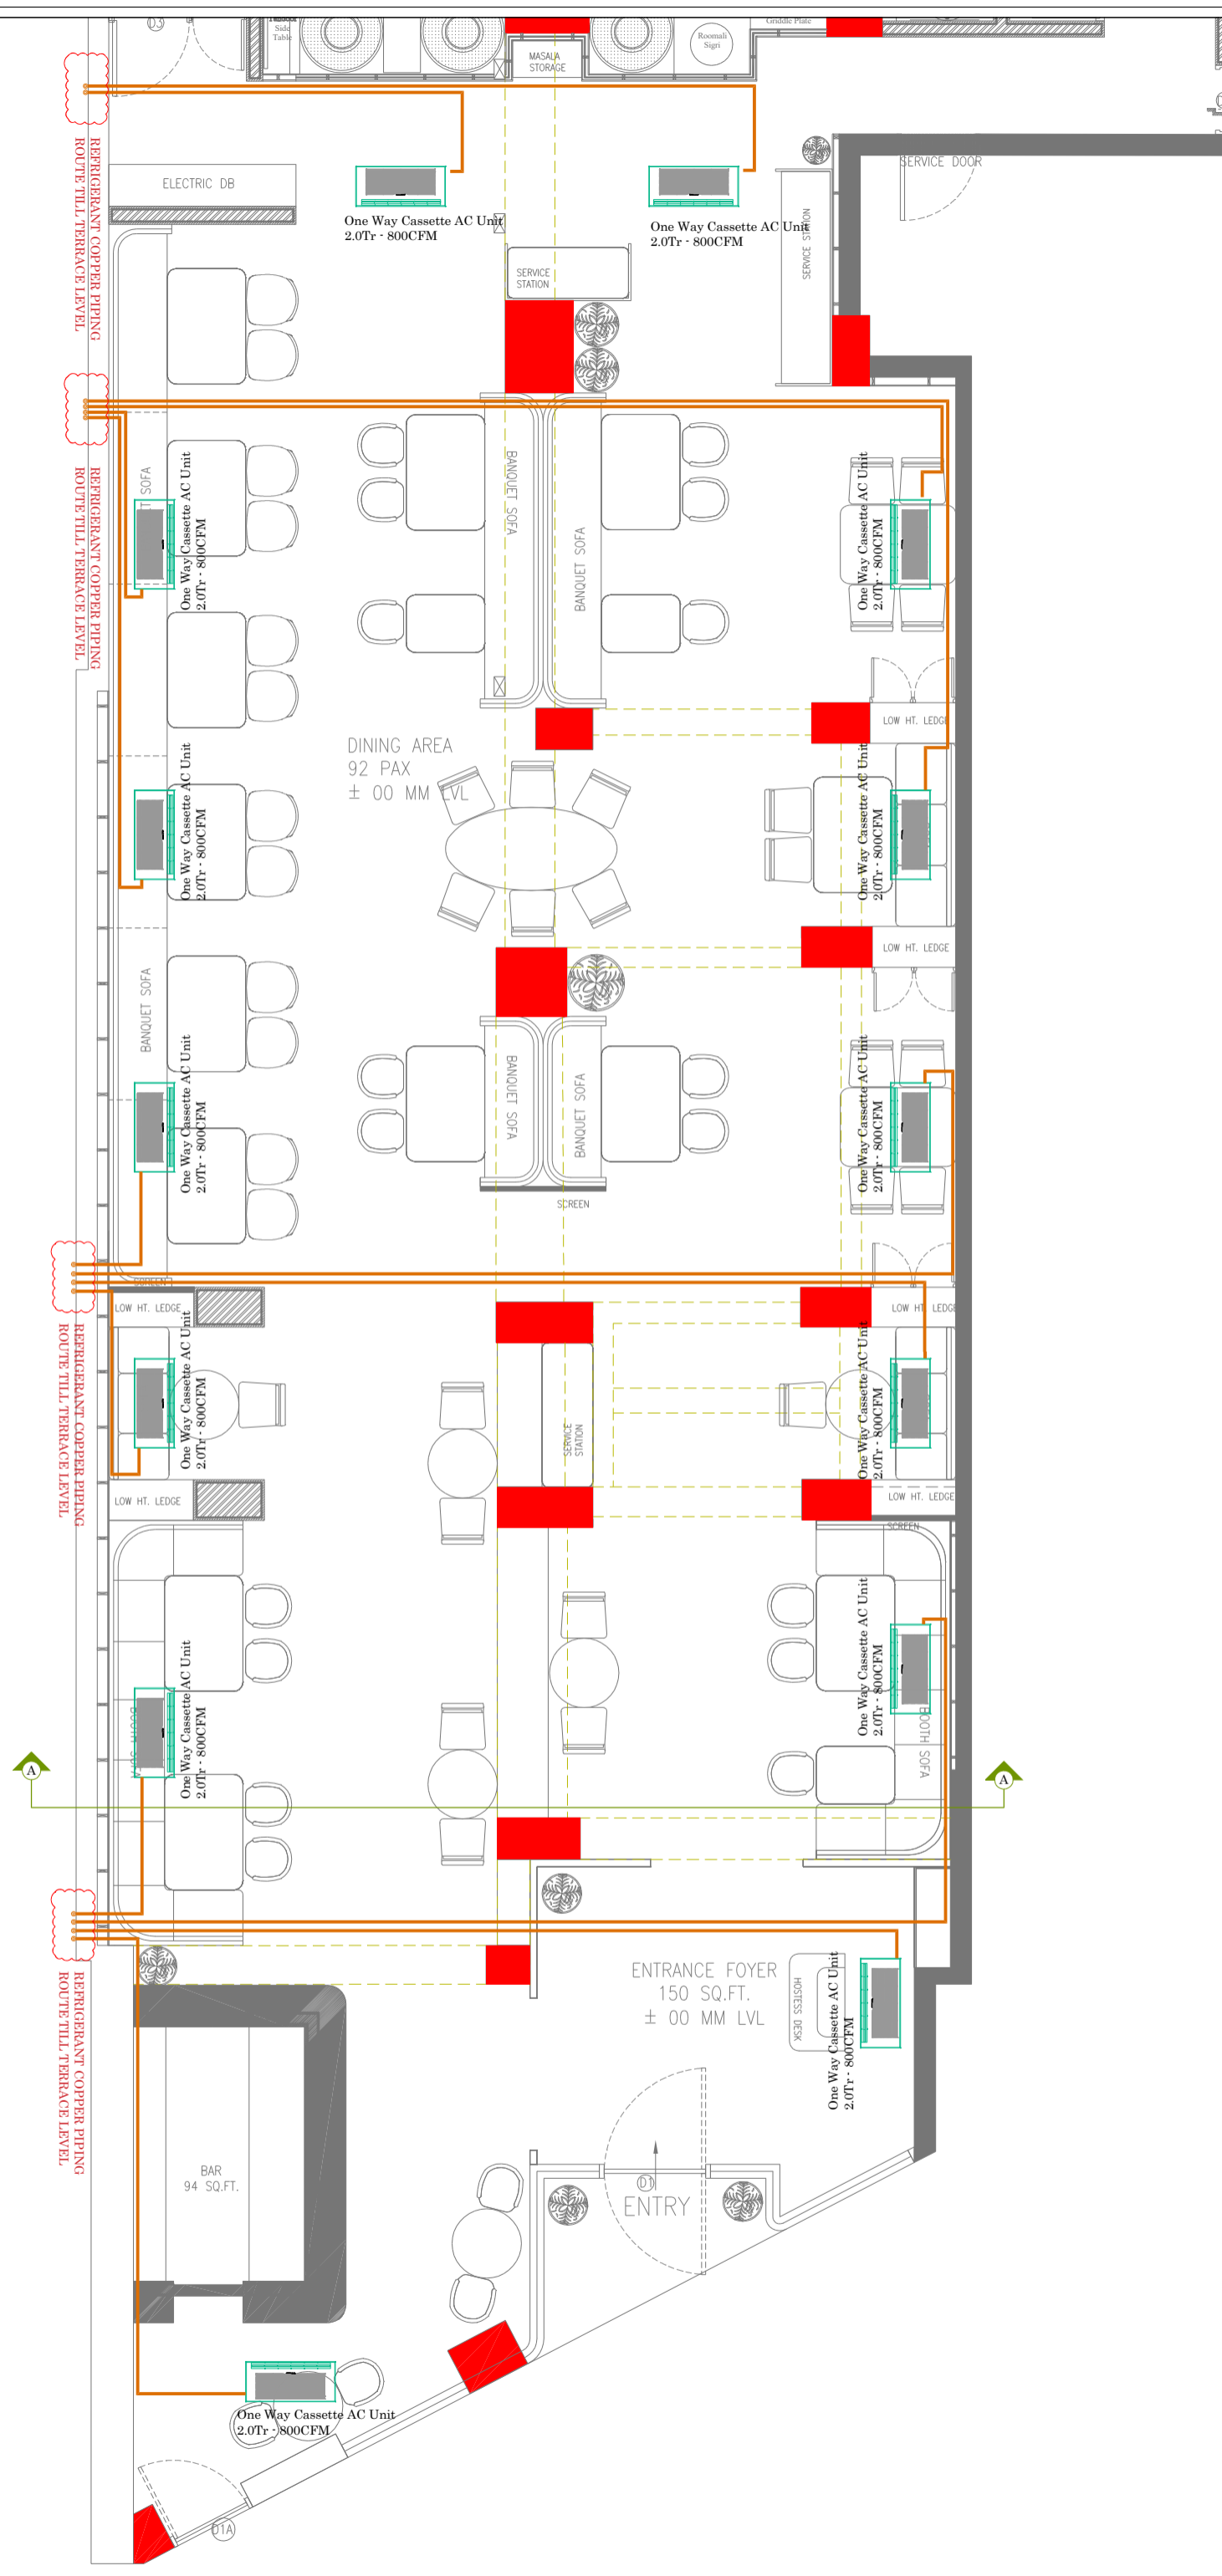 D3
Side
Table
Griddle Plate
Roomali
Sigri
MASALA
STORAGE
REFRIGERANT COPPER PIPING
ROUTE TILL TERRACE LEVEL
ELECTRIC DB
SERVICE DOOR
One Way Cassette AC Unit
2.0Tr - 800CFM
One Way Cassette AC Unit
2.0Tr - 800CFM
SERVICE STATION
SERVICE
STATION
REFRIGERANT COPPER PIPING
ROUTE TILL TERRACE LEVEL
T SOFA
One Way Cassette AC Unit
2.0Tr - 800CFM
BANQUET SOFA
BANQUET SOFA
One Way Cassette AC Unit
2.0Tr - 800CFM
LOW HT. LEDGE
DINING AREA
92 PAX
± 00 MM LVL
One Way Cassette AC Unit
2.0Tr - 800CFM
One Way Cassette AC Unit
2.0Tr - 800CFM
LOW HT. LEDGE
BANQUET SOFA
One Way Cassette AC Unit
2.0Tr - 800CFM
BANQUET SOFA
BANQUET SOFA
One Way Cassette AC Unit
2.0Tr - 800CFM
SCREEN
SCREEN
LOW HT. LEDGE
LOW HT. LEDGE
REFRIGERANT COPPER PIPING
ROUTE TILL TERRACE LEVEL
One Way Cassette AC Unit
2.0Tr - 800CFM
SERVICE
STATION
One Way Cassette AC Unit
2.0Tr - 800CFM
LOW HT. LEDGE
LOW HT. LEDGE
SCREEN
One Way Cassette AC Unit
2.0Tr - 800CFM
BOOTH SOFA
One Way Cassette AC Unit
2.0Tr - 800CFM
BOOTH SOFA
A
A
REFRIGERANT COPPER PIPING
ROUTE TILL TERRACE LEVEL
ENTRANCE FOYER
150 SQ.FT.
± 00 MM LVL
HOSTESS DESK
One Way Cassette AC Unit
2.0Tr - 800CFM
BAR
94 SQ.FT.
D1
ENTRY
One Way Cassette AC Unit
2.0Tr - 800CFM
D1A